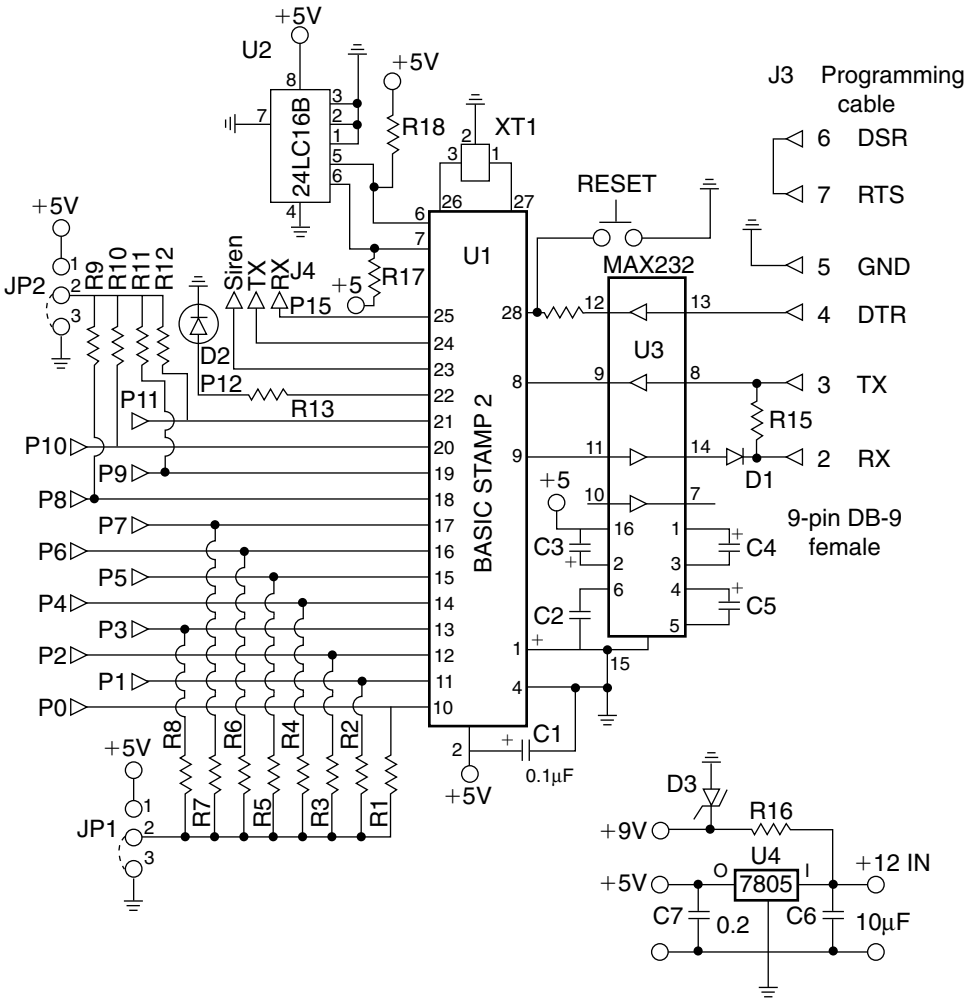 +5V
U2
8
7
24LC16B
3
2
1
5
6
4
+5V
R18
XT1
2
3
1
26
27
J3 Programming
cable
6 DSR
7 RTS
5 GND
4 DTR
3 TX
2 RX
9-pin DB-9
female
RESET
+5V
1
JP2
2
3
R9
R10
R11
R12
Siren
TX
RX
J4
R17
+5
P15
D2
P12
R13
P11
P10
P9
P8
P7
P6
P5
P4
P3
P2
P1
P0
6
7
25
24
23
22
21
20
19
18
17
16
15
14
13
12
11
10
U1
BASIC STAMP 2
28
8
9
1
4
2
+5V
+
C1
0.1µF
+
MAX232
U3
12
13
9
8
11
14
10
7
16
1
2
3
6
4
5
15
R15
D1
+5
C3
+
C2
+
C4
+
C5
R8
R7
R6
R5
R4
R3
R2
R1
+5V
1
JP1
2
3
D3
+9V
R16
U4
+5V
O
7805
I
+12 IN
C7
0.2
C6
10µF